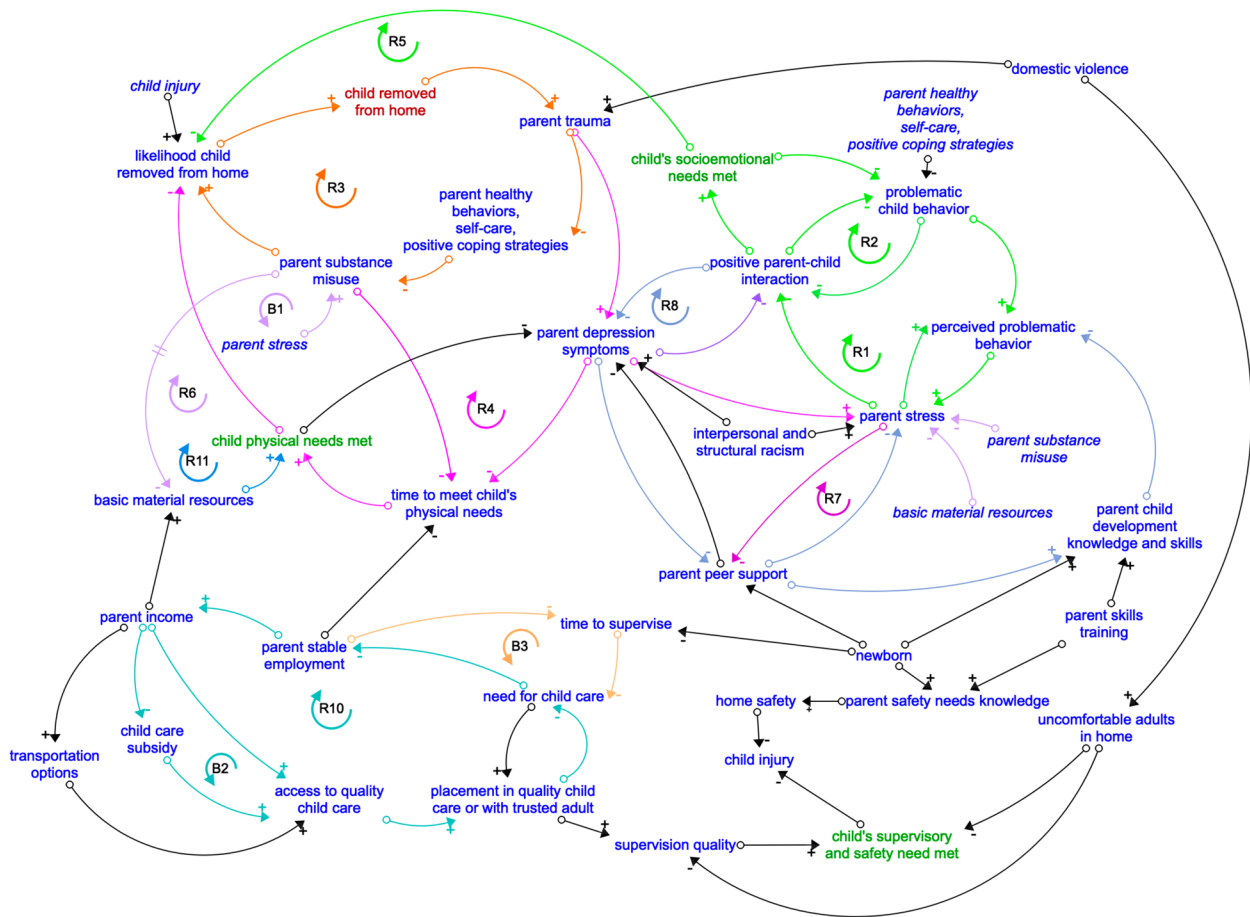 R5
domestic violence
child injury
child removed
from home
parent trauma
parent healthy
behaviors,
self-care,
positive coping strategies
likelihood child
removed from home
R3
child's socioemotional
needs met
problematic
child behavior
parent healthy
behaviors,
self-care,
positive coping strategies
R2
parent substance
misuse
positive parent-child
interaction
B1
R8
parent stress
parent depression
symptoms
perceived problematic
behavior
R1
R6
R4
parent stress
child physical needs met
interpersonal and
structural racism
parent substance
misuse
R11
basic material resources
time to meet child's
physical needs
R7
basic material resources
parent child
development
knowledge and skills
parent peer support
parent income
parent stable
employment
time to supervise
parent skills
training
B3
newborn
R10
need for child care
home safety
parent safety needs knowledge
child care
subsidy
uncomfortable adults
in home
transportation
options
B2
child injury
access to quality
child care
placement in quality child
care or with trusted adult
supervision quality
child's supervisory
and safety need met